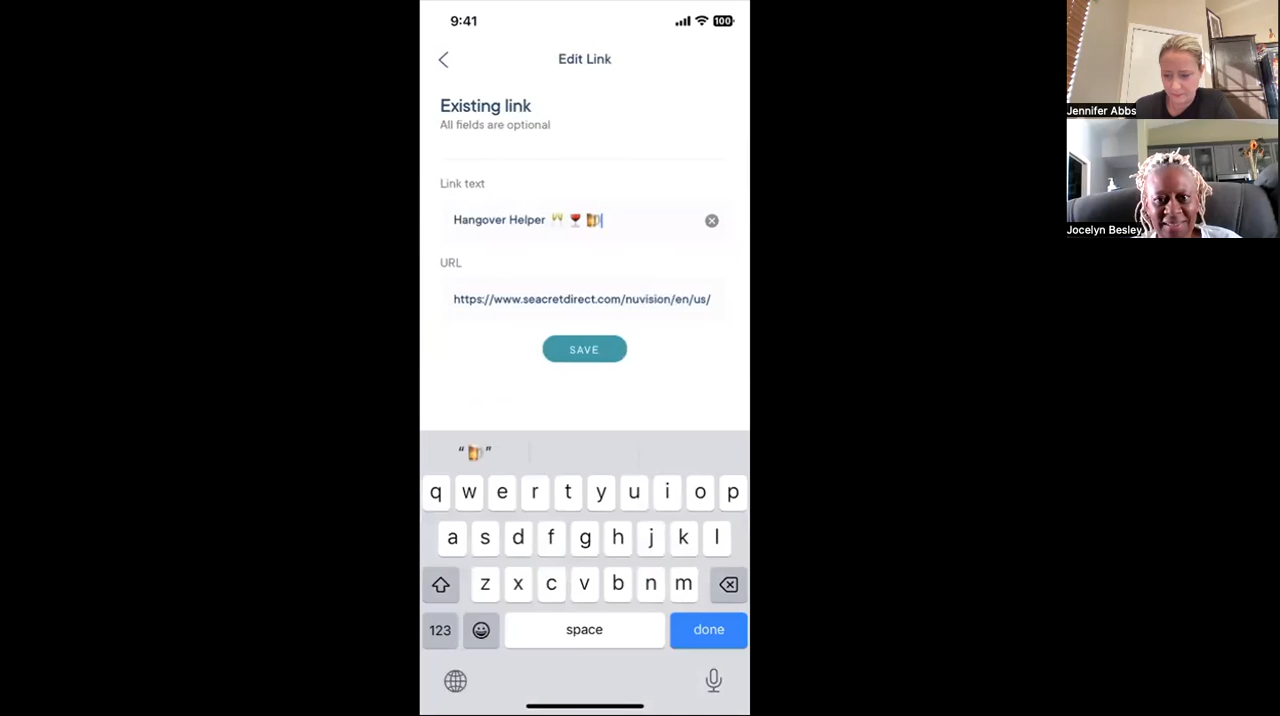 9:41
100
Edit Link
Existing link
All fields are optional
Link text
Hangover Helper 🥂 🍷 🍺
URL
https://www.seacretdirect.com/nuvision/en/us/
SAVE
“🍺”
q w e r t y u i o p
a s d f g h j k l
z x c v b n m
123 space done
Jennifer Abbs
Jocelyn Besley